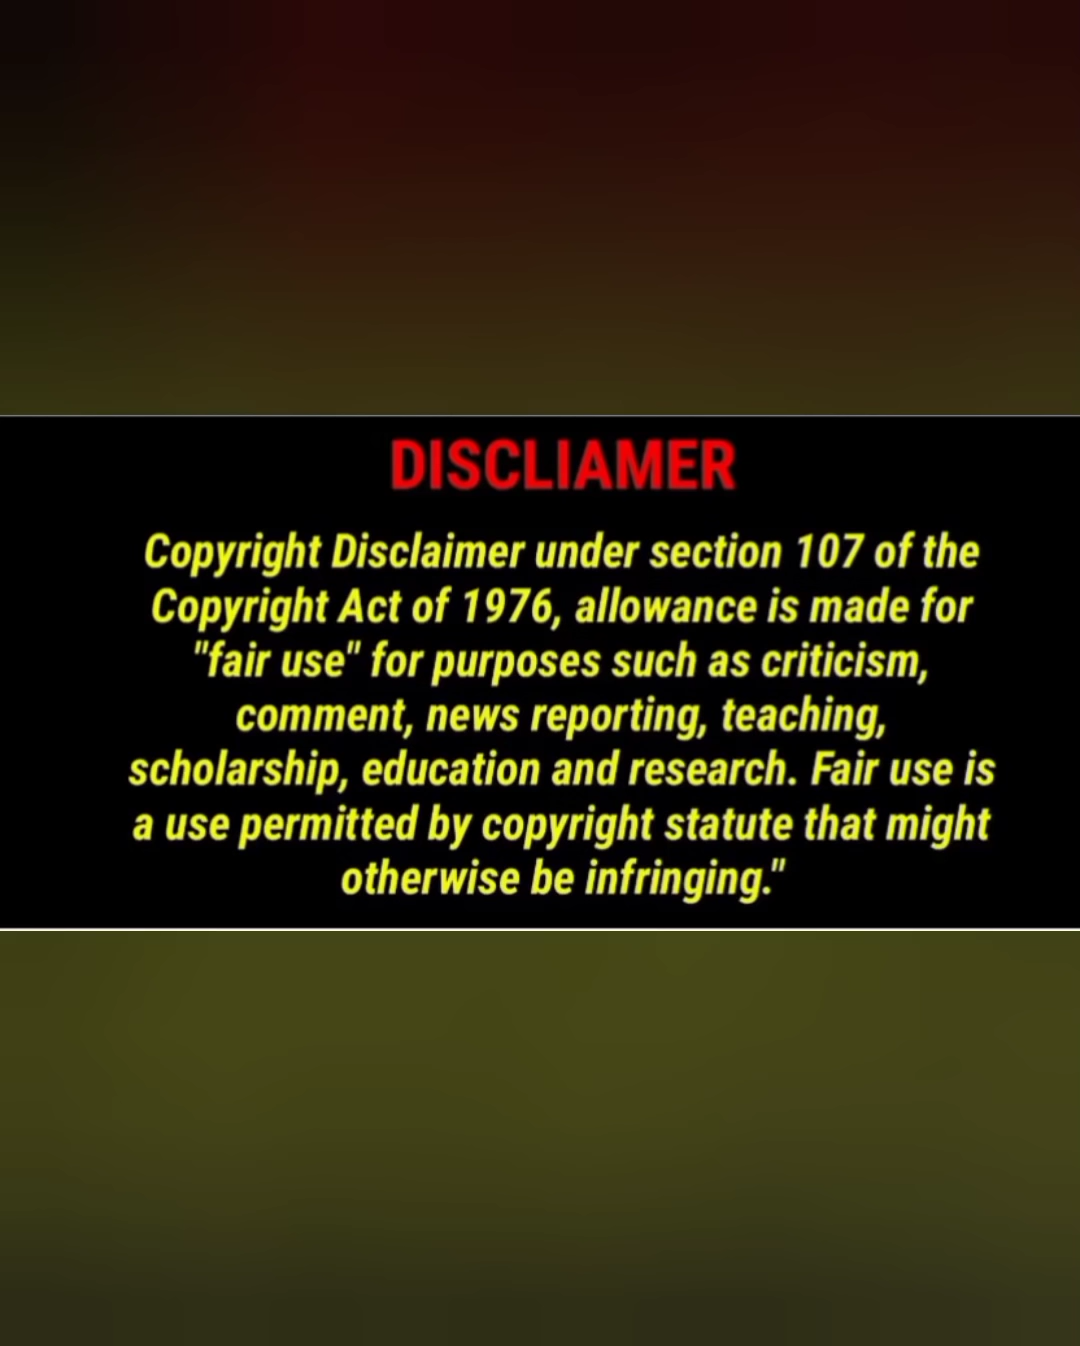 DISCLIAMER
Copyright Disclaimer under section 107 of the
Copyright Act of 1976, allowance is made for
"fair use" for purposes such as criticism,
comment, news reporting, teaching,
scholarship, education and research. Fair use is
a use permitted by copyright statute that might
otherwise be infringing."